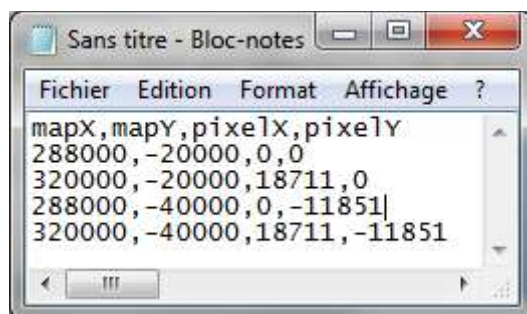 Sans titre - Bloc-notes
Fichier Edition Format Affichage ?
mapX,mapY,pixelX,pixelY
288000,-20000,0,0
320000,-20000,18711,0
288000,-40000,0,-11851
320000,-40000,18711,-11851